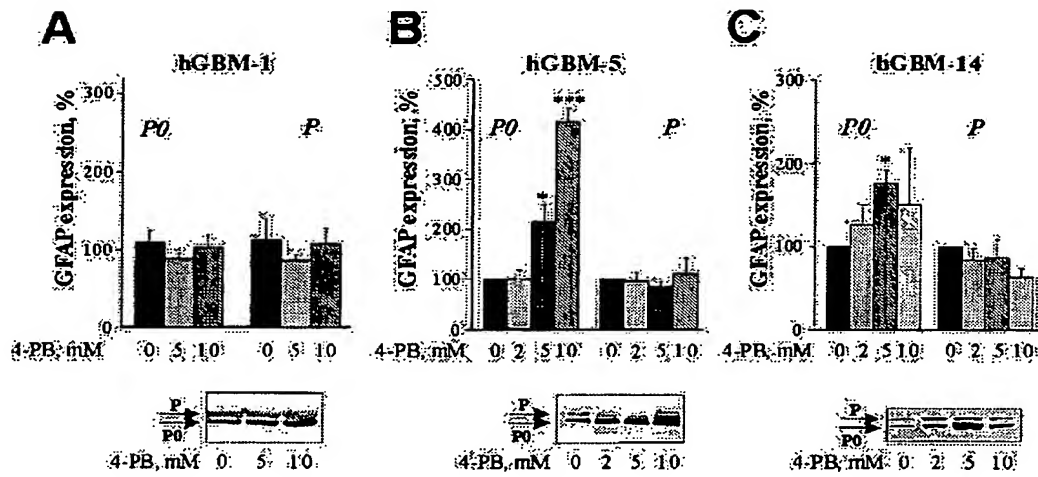 A
B
C
hGBM-1
hGBM-5
hGBM-14
GFAP expression, %
300
200
100
0
P0
P
4-PB, mM 0 5 10 0 5 10
GFAP expression, %
500
400
300
200
100
0
P0
P
*
***
4-PB, mM 0 2 5 10 0 2 5 10
GFAP expression, %
300
200
100
0
P0
P
*
4-PB, mM 0 2 5 10 0 2 5 10
P
P0
4-PB, mM 0 5 10
P
P0
4-PB, mM 0 2 5 10
P
P0
4-PB, mM 0 2 5 10